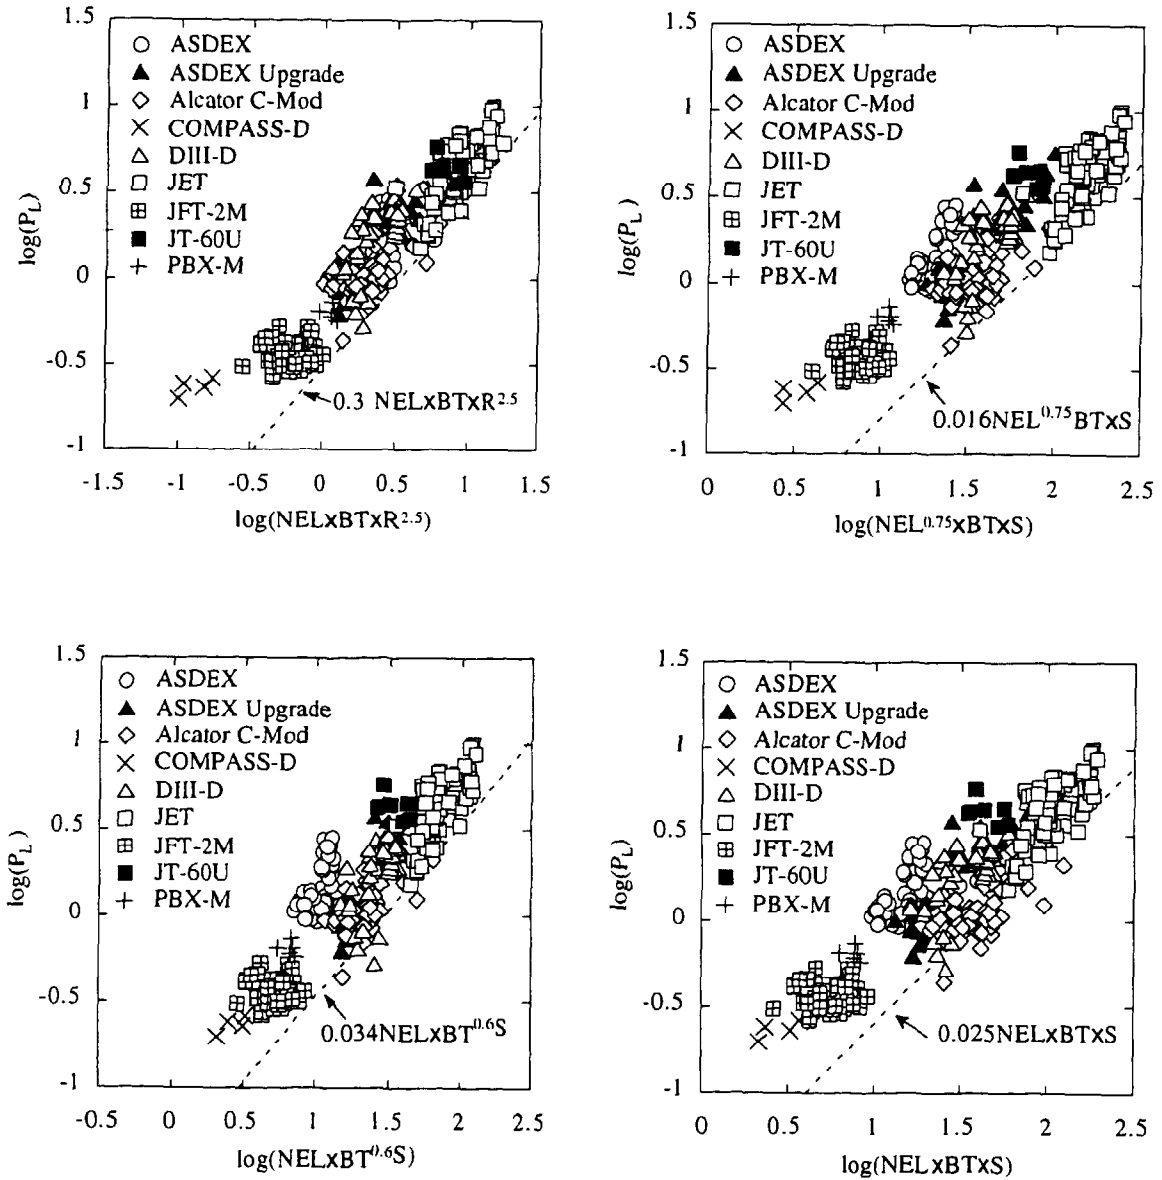 1.5
1
0.5
0
-0.5
-1
log(P_L)
ASDEX
ASDEX Upgrade
Alcator C-Mod
COMPASS-D
DIII-D
JET
JFT-2M
JT-60U
PBX-M
0.3 NELxBTxR^2.5
-1.5 -1 -0.5 0 0.5 1 1.5
log(NELxBTxR^2.5)
1.5
1
0.5
0
-0.5
-1
log(P_L)
ASDEX
ASDEX Upgrade
Alcator C-Mod
COMPASS-D
DIII-D
JET
JFT-2M
JT-60U
PBX-M
0.016NEL^0.75BTxS
0 0.5 1 1.5 2 2.5
log(NEL^0.75xBTxS)
1.5
1
0.5
0
-0.5
-1
log(P_L)
ASDEX
ASDEX Upgrade
Alcator C-Mod
COMPASS-D
DIII-D
JET
JFT-2M
JT-60U
PBX-M
0.034NELxBT^0.6S
-0.5 0 0.5 1 1.5 2 2.5
log(NELxBT^0.6S)
1.5
1
0.5
0
-0.5
-1
log(P_L)
ASDEX
ASDEX Upgrade
Alcator C-Mod
COMPASS-D
DIII-D
JET
JFT-2M
JT-60U
PBX-M
0.025NELxBTxS
0 0.5 1 1.5 2 2.5
log(NELxBTxS)